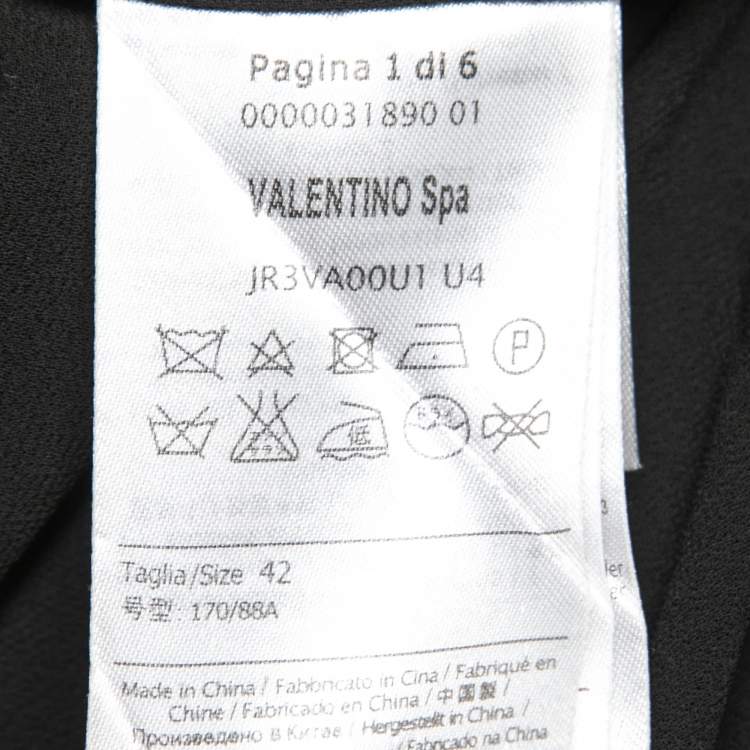 Pagina 1 di 6
0000031890 01
VALENTINO Spa
JR3VA00U1 U4
P
低
Taglia/Size 42
号型: 170/88A
Made in China / Fabbricato in Cina / Fabriqué en
Chine / Fabricado en China / 中国製 /
Произведено в Китае / Hergestellt in China /
/ Fabricado na China